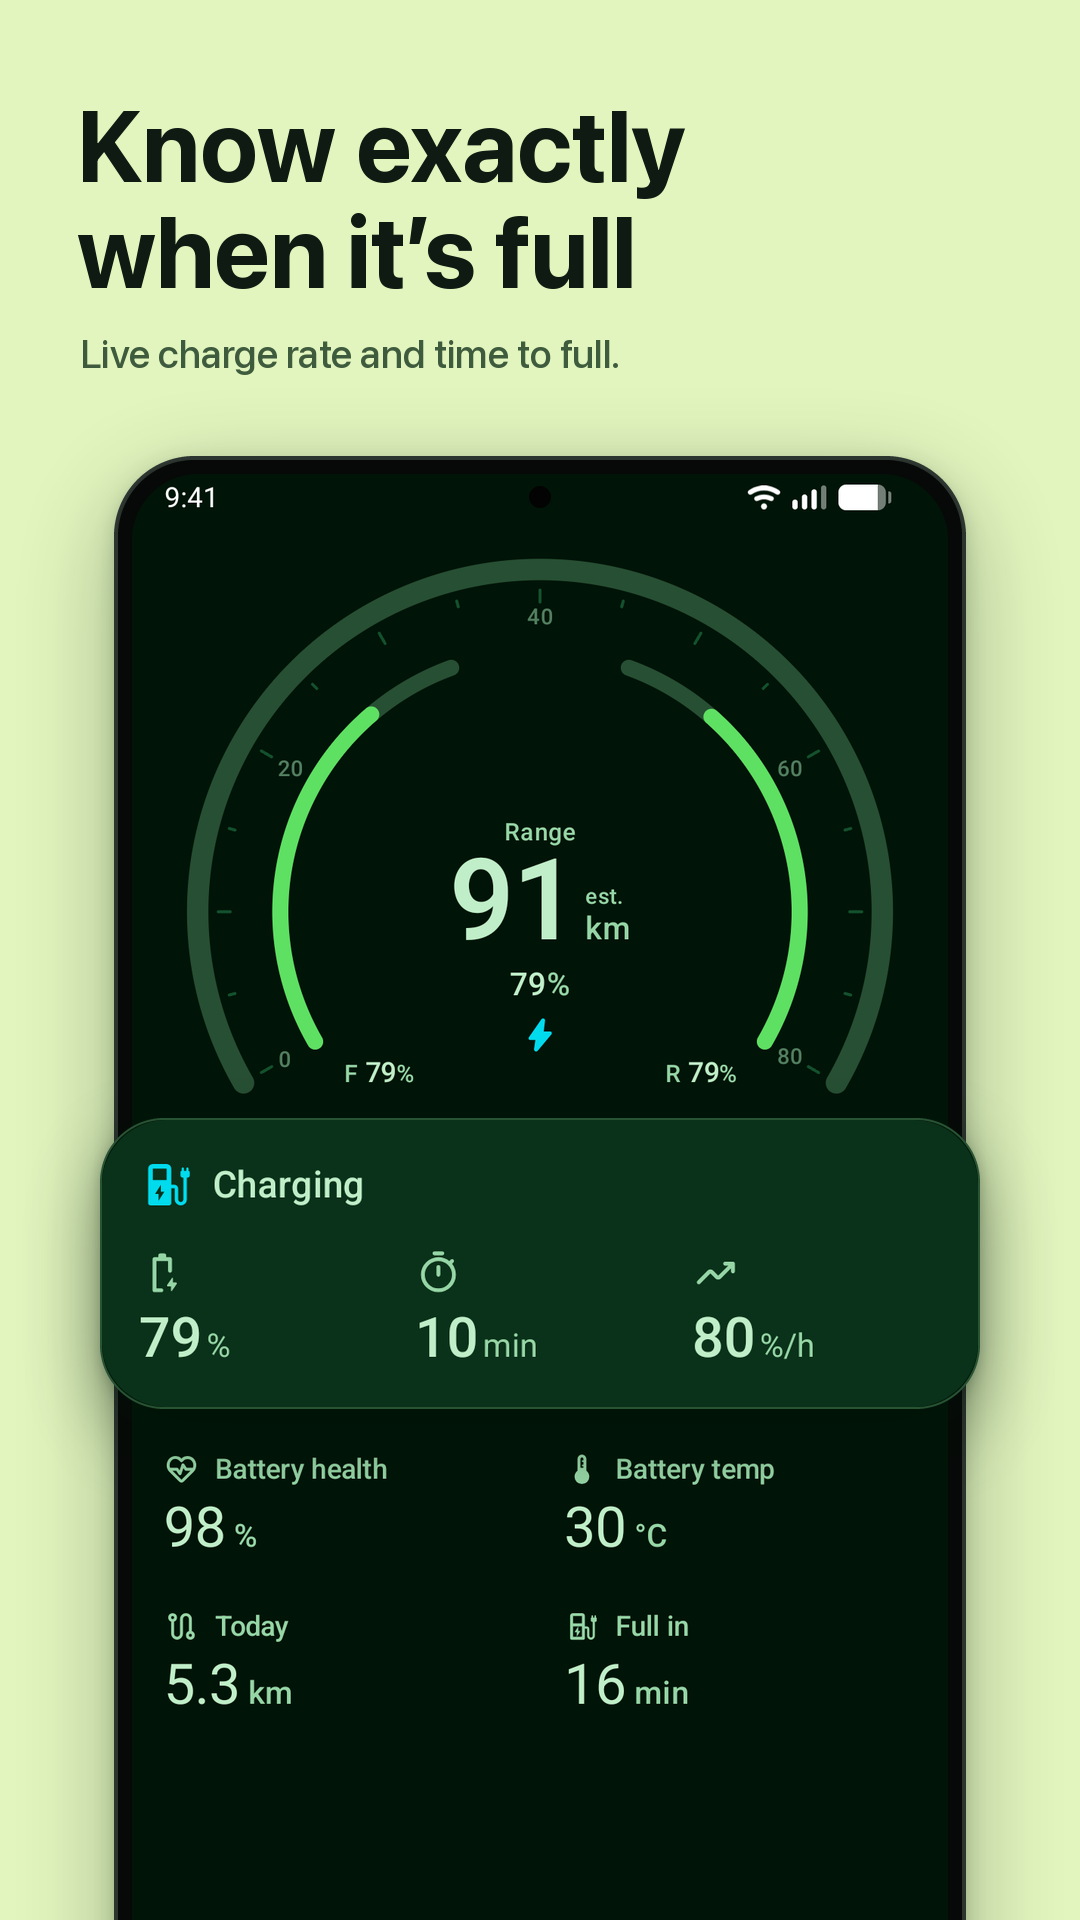 Know exactly
when it’s full
Live charge rate and time to full.
9:41
40
20
60
Range
91 est. km
79%
0
80
F 79%
R 79%
Charging
79 %
10 min
80 %/h
Battery health
98 %
Battery temp
30 °C
Today
5.3 km
Full in
16 min